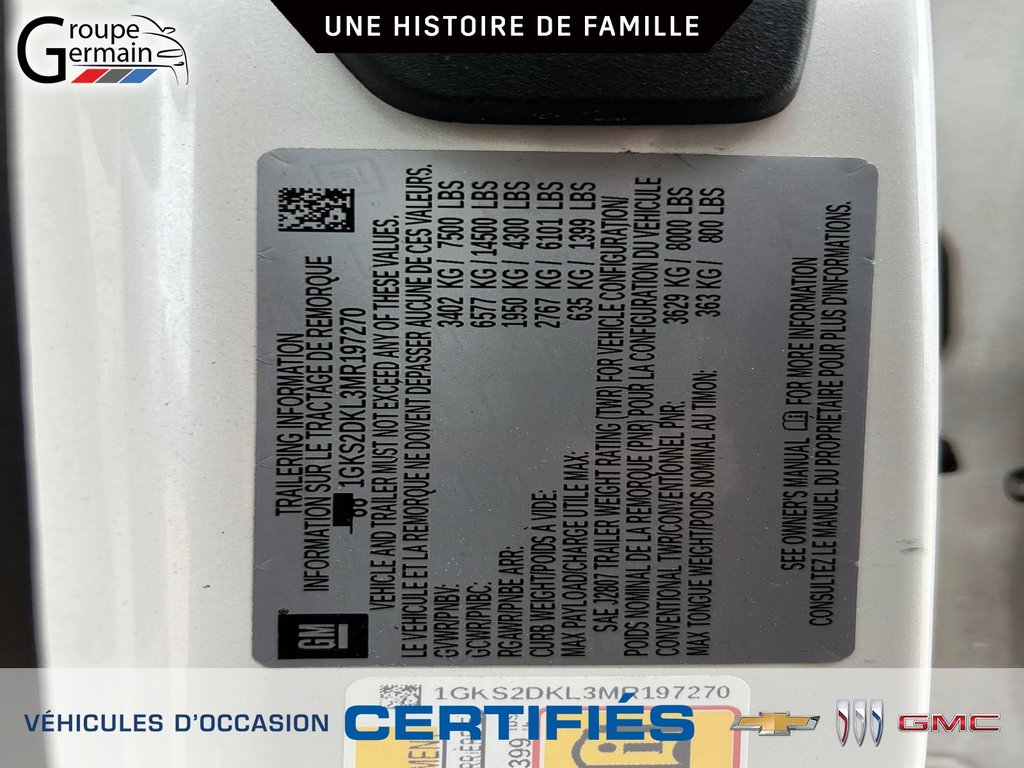 Groupe
Germain
UNE HISTOIRE DE FAMILLE
TRAILERING INFORMATION
INFORMATION SUR LE TRACTAGE DE REMORQUE
1GKS2DKL3MR197270
VEHICLE AND TRAILER MUST NOT EXCEED ANY OF THESE VALUES.
LE VÉHICULE ET LA REMORQUE NE DOIVENT DÉPASSER AUCUNE DE CES VALEURS.
GVWR/PNBV: 3402 KG / 7500 LBS
GCWR/PNBC: 6577 KG / 14500 LBS
RGAWR/PNBE ARR: 1950 KG / 4300 LBS
CURB WEIGHT/POIDS À VIDE: 2767 KG / 6101 LBS
MAX PAYLOAD/CHARGE UTILE MAX: 635 KG / 1399 LBS
SAE J2807 TRAILER WEIGHT RATING (TWR) FOR VEHICLE CONFIGURATION
POIDS NOMINAL DE LA REMORQUE (PNR) POUR LA CONFIGURATION DU VÉHICULE
CONVENTIONAL TWR/CONVENTIONNEL PNR: 3629 KG / 8000 LBS
MAX TONGUE WEIGHT/POIDS NOMINAL AU TIMON: 363 KG / 800 LBS
SEE OWNER'S MANUAL FOR MORE INFORMATION
CONSULTEZ LE MANUEL DU PROPRIÉTAIRE POUR PLUS D'INFORMATIONS.
GM
1GKS2DKL3MR197270
VÉHICULES D'OCCASION CERTIFIÉS
GMC